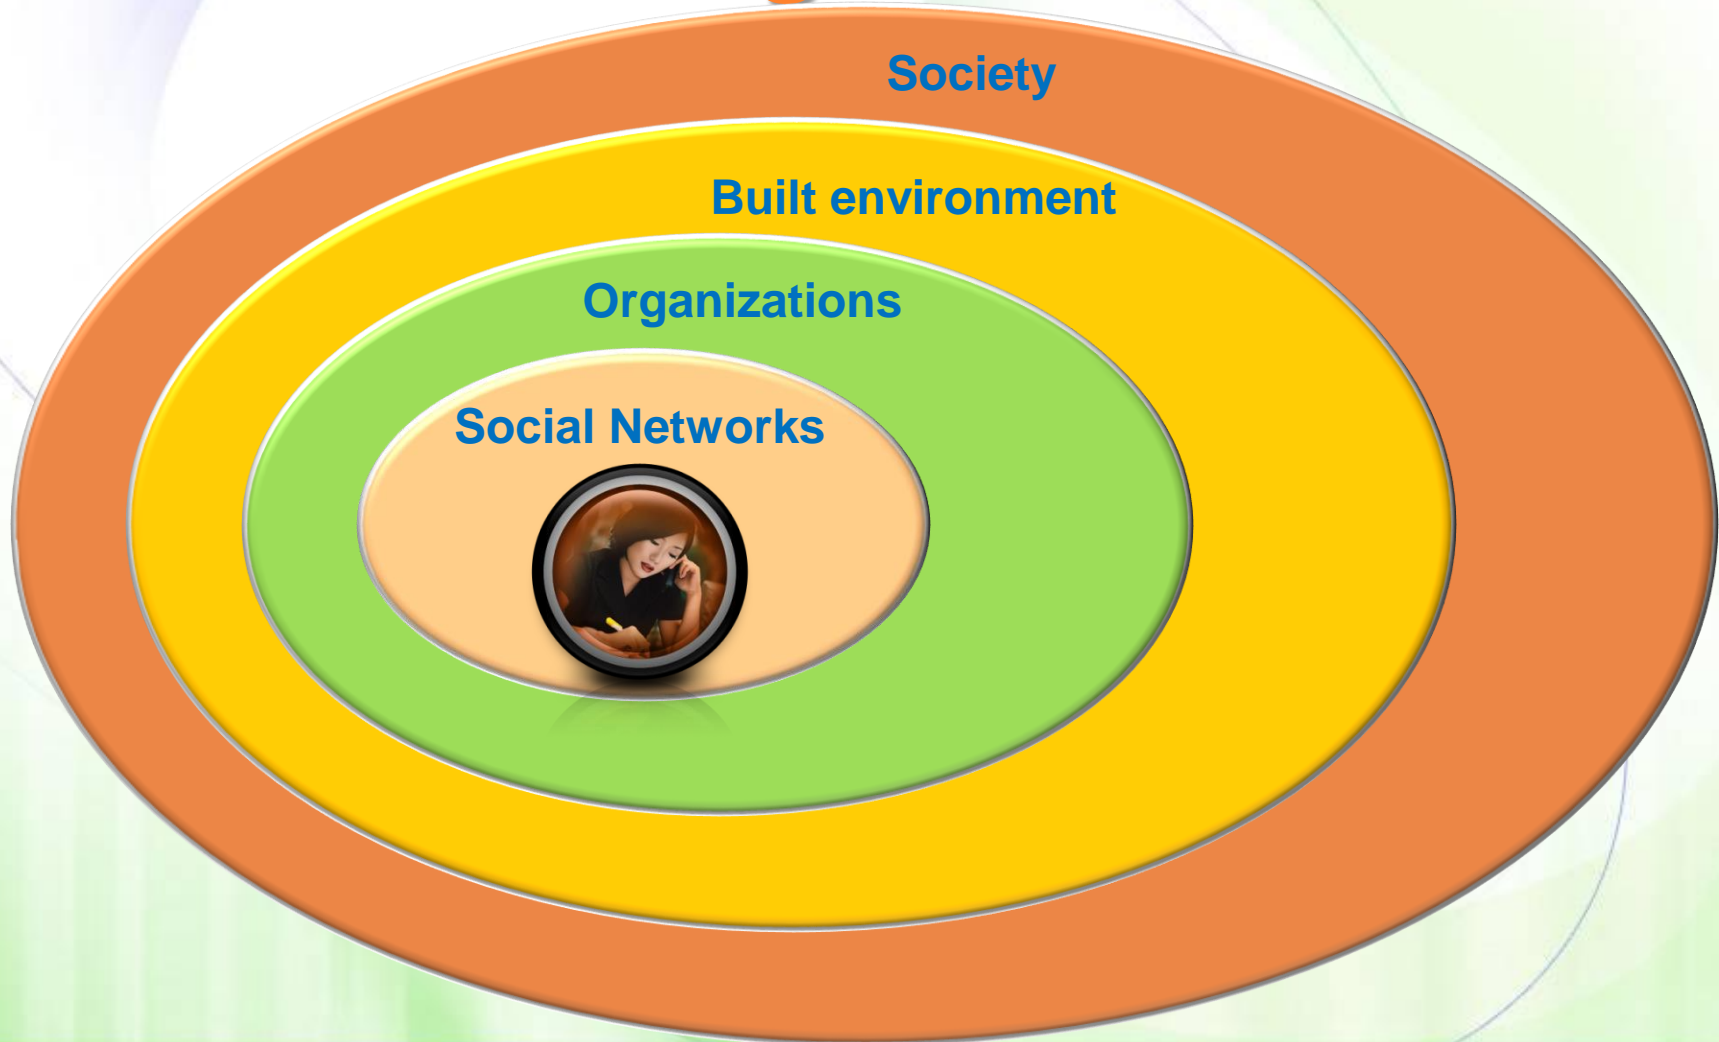 Society
Built environment
Organizations
Social Networks